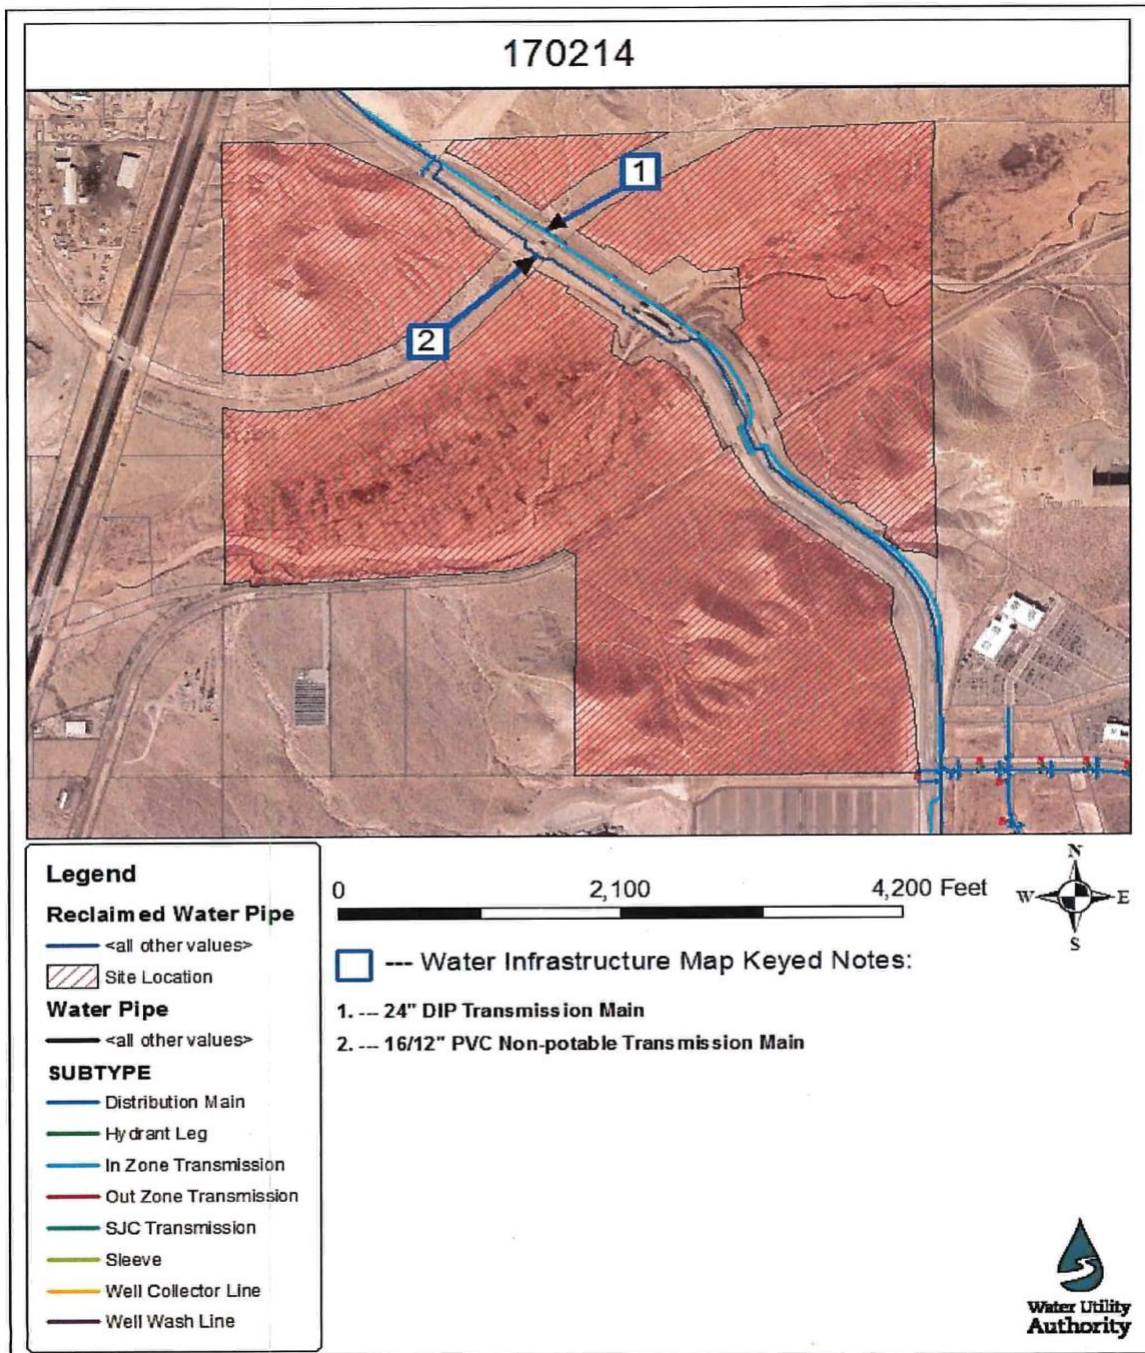 170214
1
2
Legend
Reclaimed Water Pipe
<all other values>
Site Location
Water Pipe
<all other values>
SUBTYPE
Distribution Main
Hydrant Leg
In Zone Transmission
Out Zone Transmission
SJC Transmission
Sleeve
Well Collector Line
Well Wash Line
0 2,100 4,200 Feet
N
W E
S
--- Water Infrastructure Map Keyed Notes:
1. --- 24" DIP Transmission Main
2. --- 16/12" PVC Non-potable Transmission Main
Water Utility
Authority